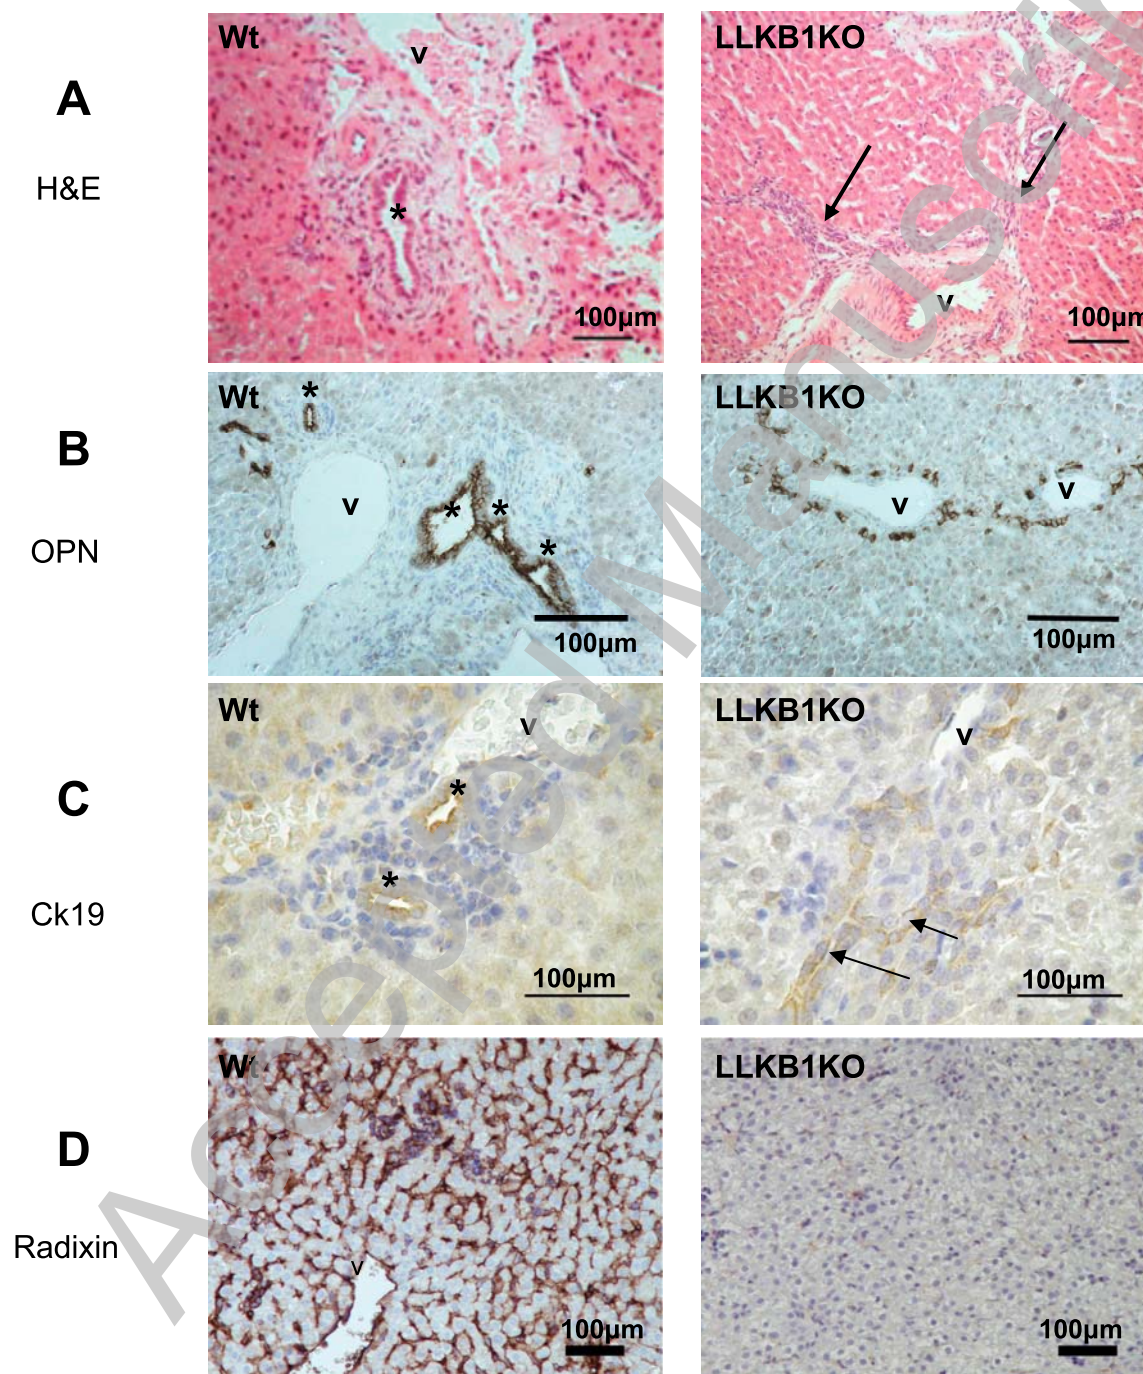 A
H&E
Wt
v
*
100µm
LLKB1KO
v
100µm
B
OPN
Wt
*
v
* * *
100µm
LLKB1KO
v v
100µm
C
Ck19
Wt
v
*
*
100µm
LLKB1KO
v
100µm
D
Radixin
Wt
v
100µm
LLKB1KO
100µm
Accepted Manuscrip